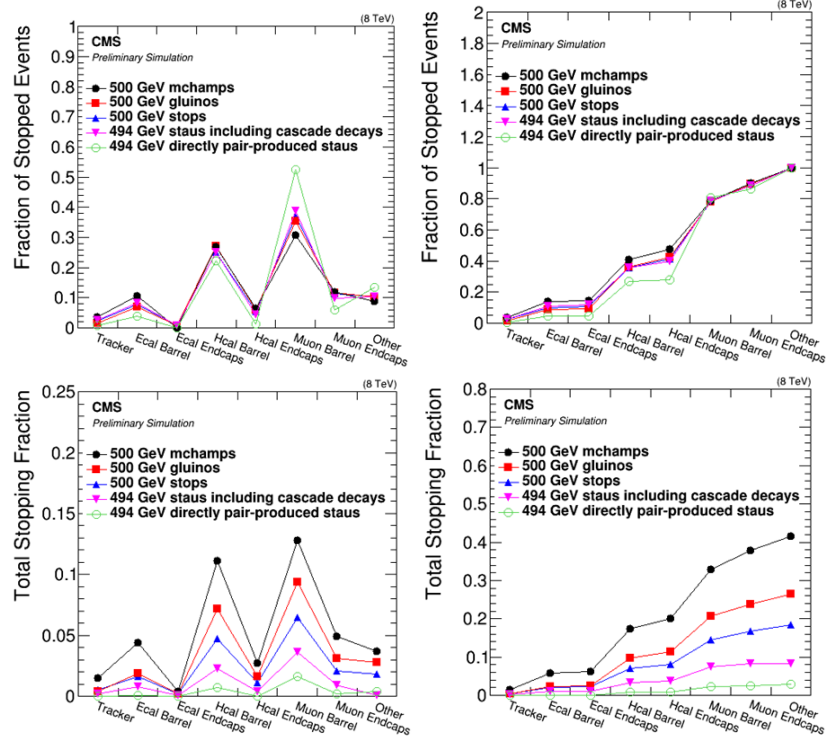 (8 TeV)
CMS
Preliminary Simulation
500 GeV mchamps
500 GeV gluinos
500 GeV stops
494 GeV staus including cascade decays
494 GeV directly pair-produced staus
Fraction of Stopped Events
1
0.9
0.8
0.7
0.6
0.5
0.4
0.3
0.2
0.1
0
Tracker
Ecal Barrel
Ecal Endcaps
Hcal Barrel
Hcal Endcaps
Muon Barrel
Muon Endcaps
Other
(8 TeV)
CMS
Preliminary Simulation
500 GeV mchamps
500 GeV gluinos
500 GeV stops
494 GeV staus including cascade decays
494 GeV directly pair-produced staus
Fraction of Stopped Events
2
1.8
1.6
1.4
1.2
1
0.8
0.6
0.4
0.2
0
Tracker
Ecal Barrel
Ecal Endcaps
Hcal Barrel
Hcal Endcaps
Muon Barrel
Muon Endcaps
Other
(8 TeV)
CMS
Preliminary Simulation
500 GeV mchamps
500 GeV gluinos
500 GeV stops
494 GeV staus including cascade decays
494 GeV directly pair-produced staus
Total Stopping Fraction
0.25
0.2
0.15
0.1
0.05
0
Tracker
Ecal Barrel
Ecal Endcaps
Hcal Barrel
Hcal Endcaps
Muon Barrel
Muon Endcaps
Other
(8 TeV)
CMS
Preliminary Simulation
500 GeV mchamps
500 GeV gluinos
500 GeV stops
494 GeV staus including cascade decays
494 GeV directly pair-produced staus
Total Stopping Fraction
0.8
0.7
0.6
0.5
0.4
0.3
0.2
0.1
0
Tracker
Ecal Barrel
Ecal Endcaps
Hcal Barrel
Hcal Endcaps
Muon Barrel
Muon Endcaps
Other